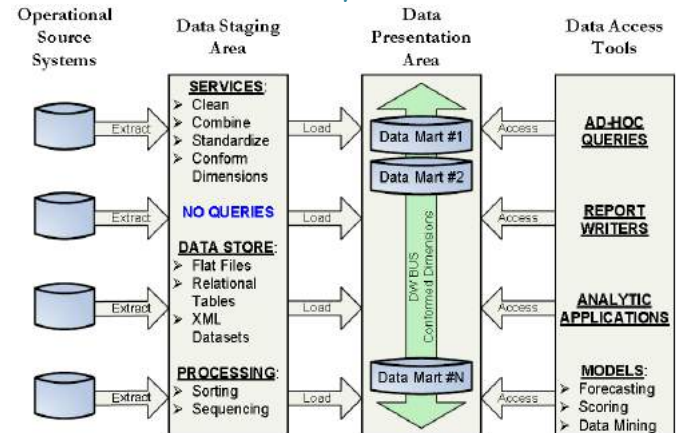 Operational
Source
Systems
Data Staging
Area
Data
Presentation
Area
Data Access
Tools
SERVICES:
➢ Clean
➢ Combine
➢ Standardize
➢ Conform
Dimensions
NO QUERIES
DATA STORE:
➢ Flat Files
➢ Relational
Tables
➢ XML
Datasets
PROCESSING:
➢ Sorting
➢ Sequencing
Extract
Extract
Extract
Extract
Load
Load
Load
Load
Data Mart #1
Data Mart #2
DW BUS
Conformed Dimensions
Data Mart #N
Access
Access
Access
Access
AD-HOC
QUERIES
REPORT
WRITERS
ANALYTIC
APPLICATIONS
MODELS:
➢ Forecasting
➢ Scoring
➢ Data Mining